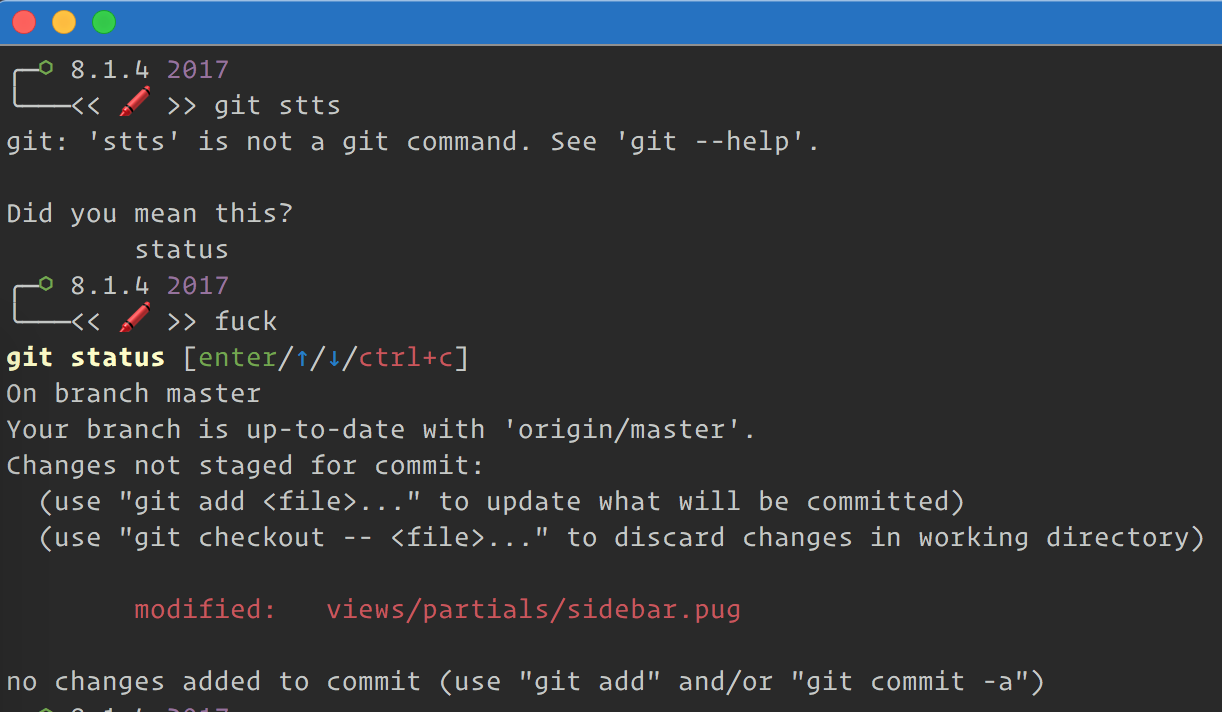 8.1.4 2017
<< 🖍 >> git stts
git: 'stts' is not a git command. See 'git --help'.
Did you mean this?
status
8.1.4 2017
<< 🖍 >> fuck
git status [enter/↑/↓/ctrl+c]
On branch master
Your branch is up-to-date with 'origin/master'.
Changes not staged for commit:
(use "git add <file>..." to update what will be committed)
(use "git checkout -- <file>..." to discard changes in working directory)
modified:   views/partials/sidebar.pug
no changes added to commit (use "git add" and/or "git commit -a")